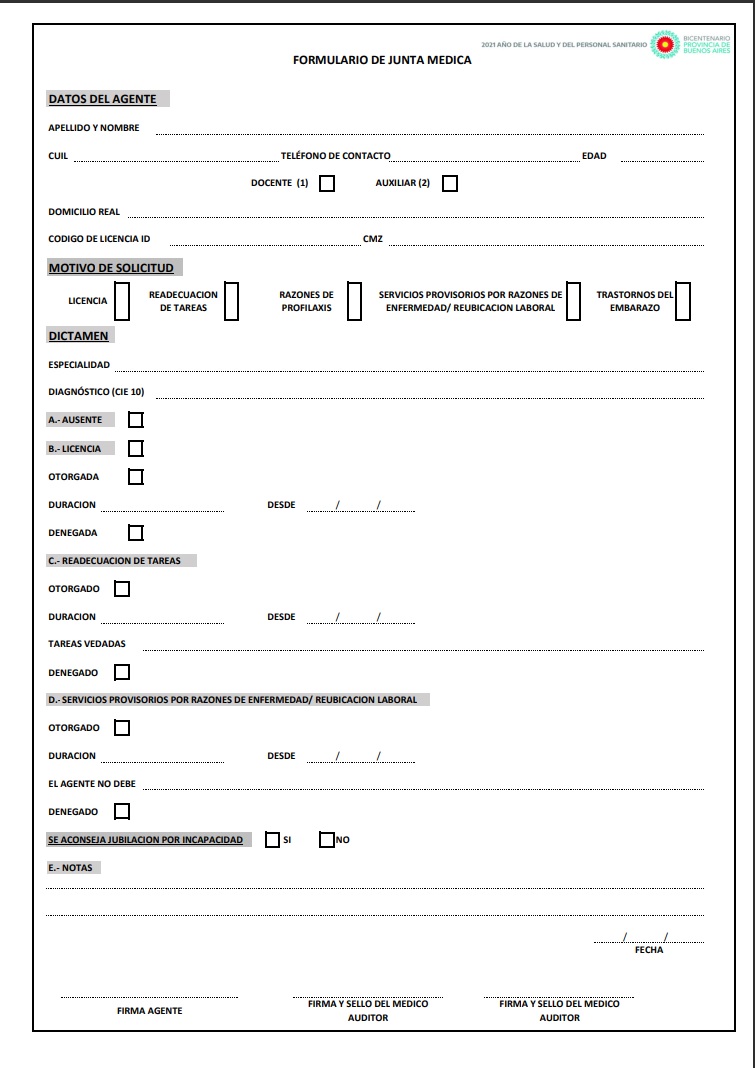 2021 AÑO DE LA SALUD Y DEL PERSONAL SANITARIO
BICENTENARIO
PROVINCIA DE
BUENOS AIRES
FORMULARIO DE JUNTA MEDICA
DATOS DEL AGENTE
APELLIDO Y NOMBRE
CUIL TELÉFONO DE CONTACTO EDAD
DOCENTE (1) AUXILIAR (2)
DOMICILIO REAL
CODIGO DE LICENCIA ID CMZ
MOTIVO DE SOLICITUD
LICENCIA
READECUACION
DE TAREAS
RAZONES DE
PROFILAXIS
SERVICIOS PROVISORIOS POR RAZONES DE
ENFERMEDAD/ REUBICACION LABORAL
TRASTORNOS DEL
EMBARAZO
DICTAMEN
ESPECIALIDAD
DIAGNÓSTICO (CIE 10)
A.- AUSENTE
B.- LICENCIA
OTORGADA
DURACION DESDE / /
DENEGADA
C.- READECUACION DE TAREAS
OTORGADO
DURACION DESDE / /
TAREAS VEDADAS
DENEGADO
D.- SERVICIOS PROVISORIOS POR RAZONES DE ENFERMEDAD/ REUBICACION LABORAL
OTORGADO
DURACION DESDE / /
EL AGENTE NO DEBE
DENEGADO
SE ACONSEJA JUBILACION POR INCAPACIDAD SI NO
E.- NOTAS
/ /
FECHA
FIRMA AGENTE
FIRMA Y SELLO DEL MEDICO
AUDITOR
FIRMA Y SELLO DEL MEDICO
AUDITOR